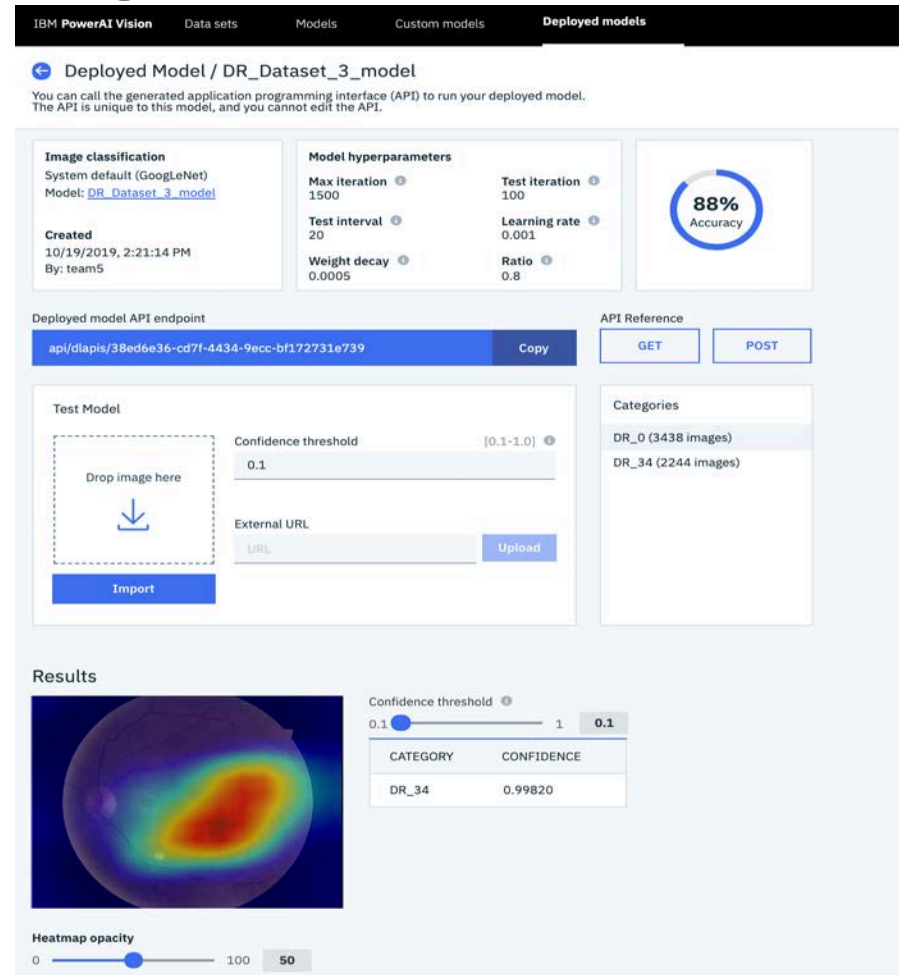 IBM PowerAI Vision Data sets Models Custom models Deployed models
Deployed Model / DR_Dataset_3_model
You can call the generated application programming interface (API) to run your deployed model.
The API is unique to this model, and you cannot edit the API.
Image classification
System default (GoogLeNet)
Model: DR_Dataset_3_model
Created
10/19/2019, 2:21:14 PM
By: team5
Model hyperparameters
Max iteration Test iteration
1500 100
Test interval Learning rate
20 0.001
Weight decay Ratio
0.0005 0.8
88%
Accuracy
Deployed model API endpoint
api/dlapis/38ed6e36-cd7f-4434-9ecc-bf172731e739 Copy
API Reference
GET POST
Test Model
Drop image here
Import
Confidence threshold [0.1-1.0]
0.1
External URL
URL Upload
Categories
DR_0 (3438 images)
DR_34 (2244 images)
Results
Confidence threshold
0.1 1 0.1
CATEGORY CONFIDENCE
DR_34 0.99820
Heatmap opacity
0 100 50